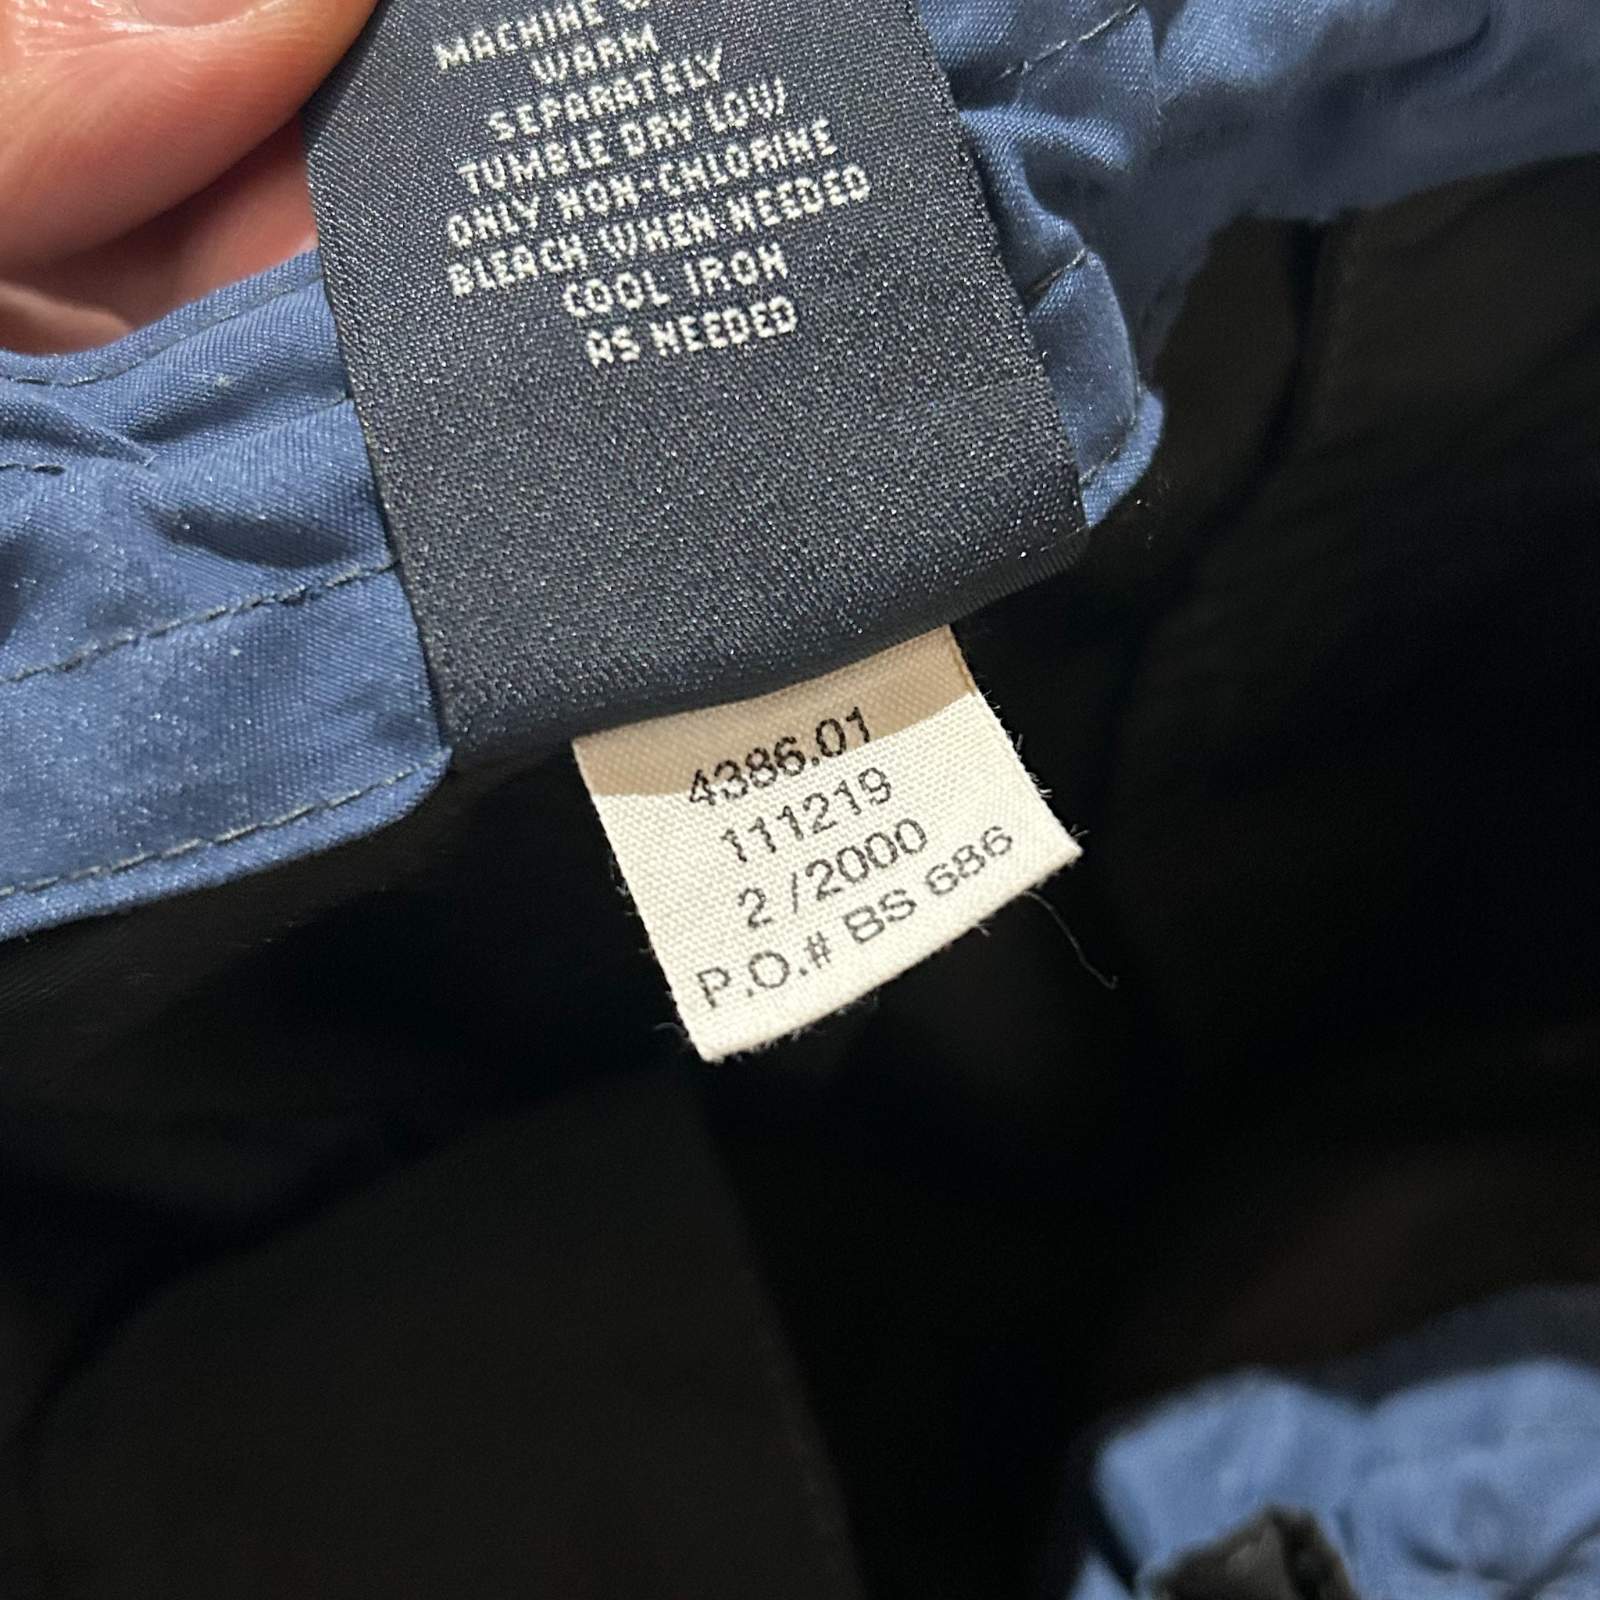 MACHINE
WARM
SEPARATELY
TUMBLE DRY LOW
ONLY NON-CHLORINE
BLEACH WHEN NEEDED
COOL IRON
AS NEEDED
4386.01
111219
2/2000
P.O.# BS 686